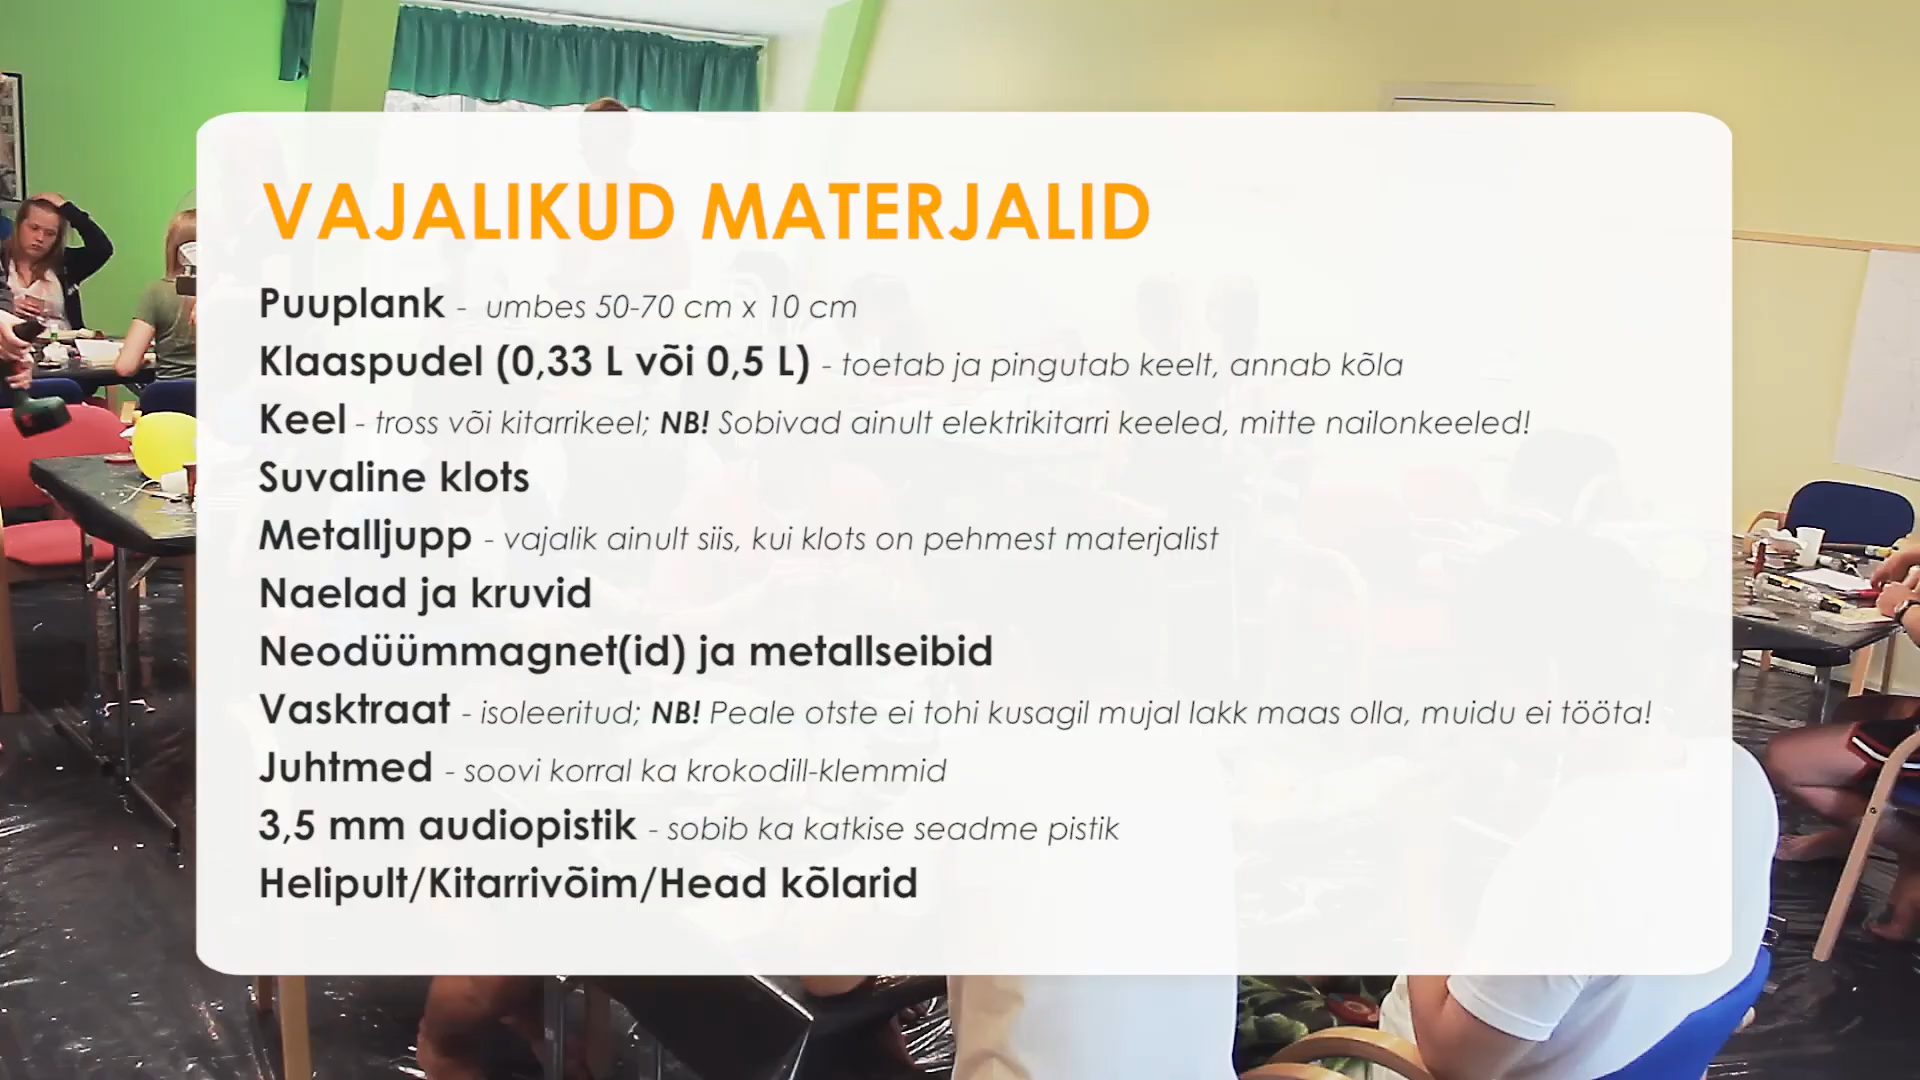 VAJALIKUD MATERJALID
Puuplank - umbes 50-70 cm x 10 cm
Klaaspudel (0,33 L või 0,5 L) - toetab ja pingutab keelt, annab kõla
Keel - tross või kitarrikeel; NB! Sobivad ainult elektrikitarri keeled, mitte nailonkeeled!
Suvaline klots
Metalljupp - vajalik ainult siis, kui klots on pehmest materjalist
Naelad ja kruvid
Neodüümmagnet(id) ja metallseibid
Vasktraat - isoleeritud; NB! Peale otste ei tohi kusagil mujal lakk maas olla, muidu ei tööta!
Juhtmed - soovi korral ka krokodill-klemmid
3,5 mm audiopistik - sobib ka katkise seadme pistik
Helipult/Kitarrivõim/Head kõlarid